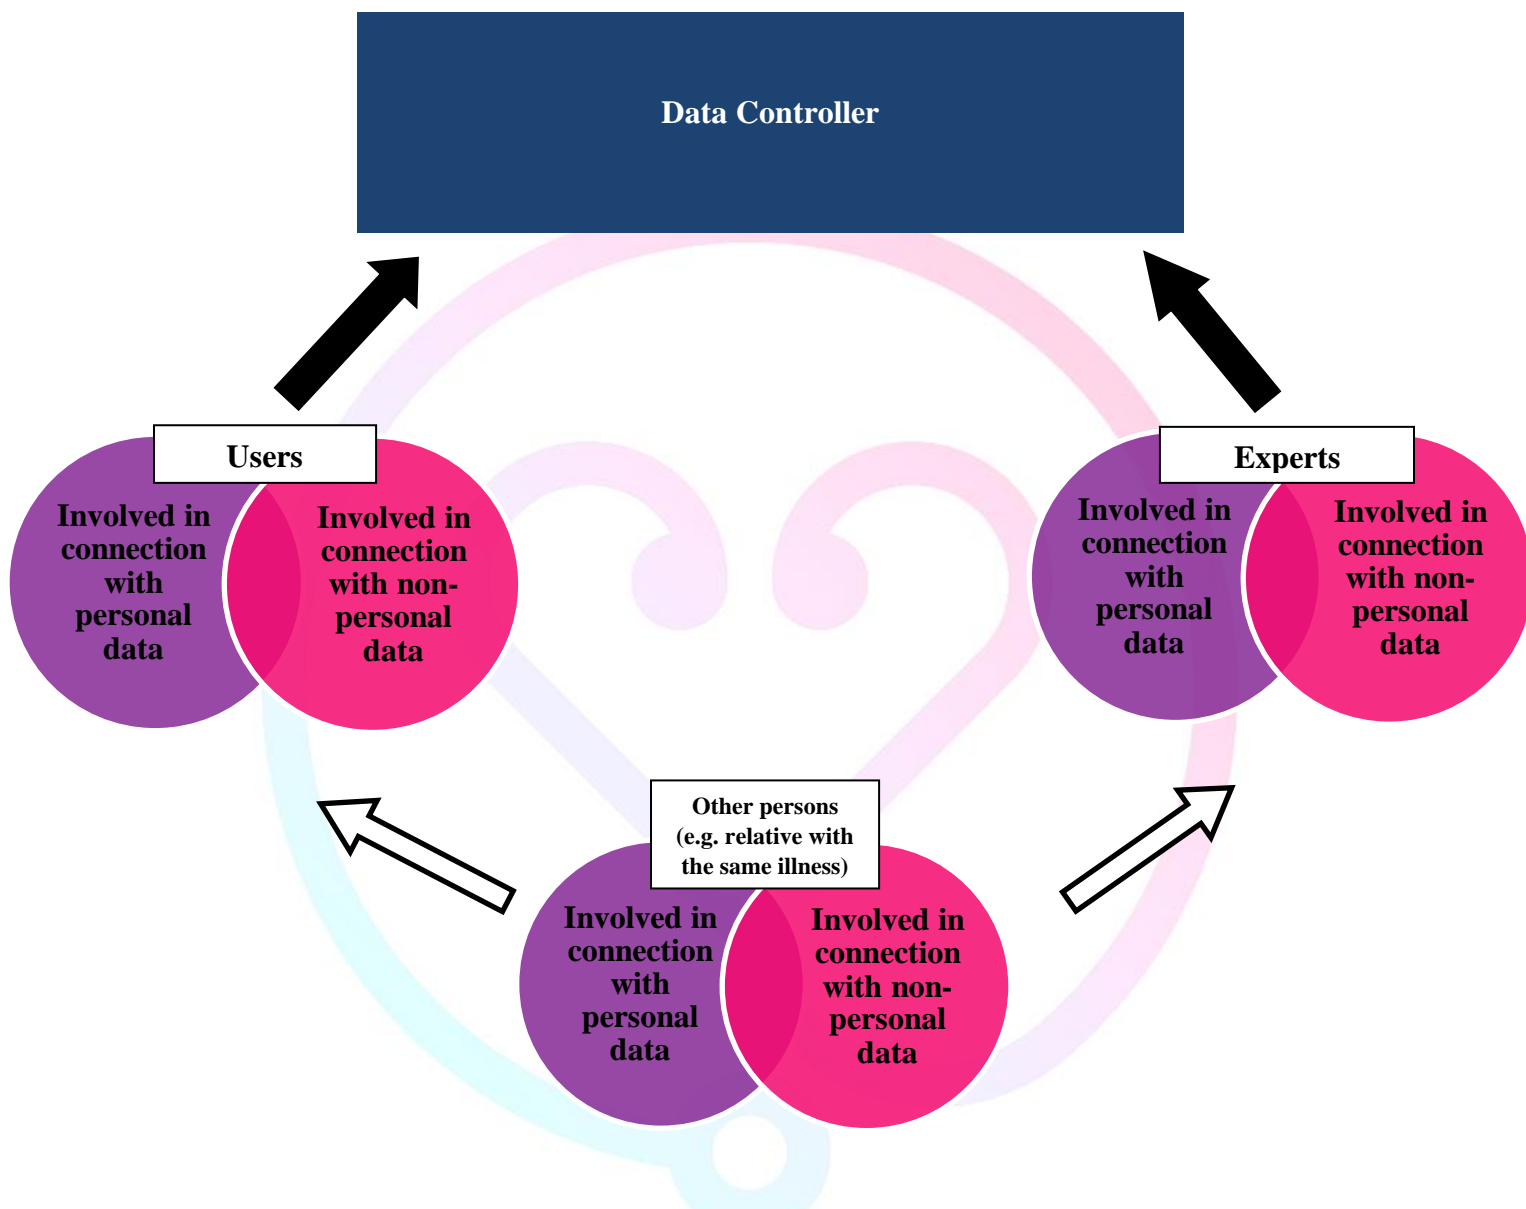 Data Controller
Users
Involved in
connection
with
personal
data
Involved in
connection
with non-
personal
data
Experts
Involved in
connection
with
personal
data
Involved in
connection
with non-
personal
data
Other persons
(e.g. relative with
the same illness)
Involved in
connection
with
personal
data
Involved in
connection
with non-
personal
data